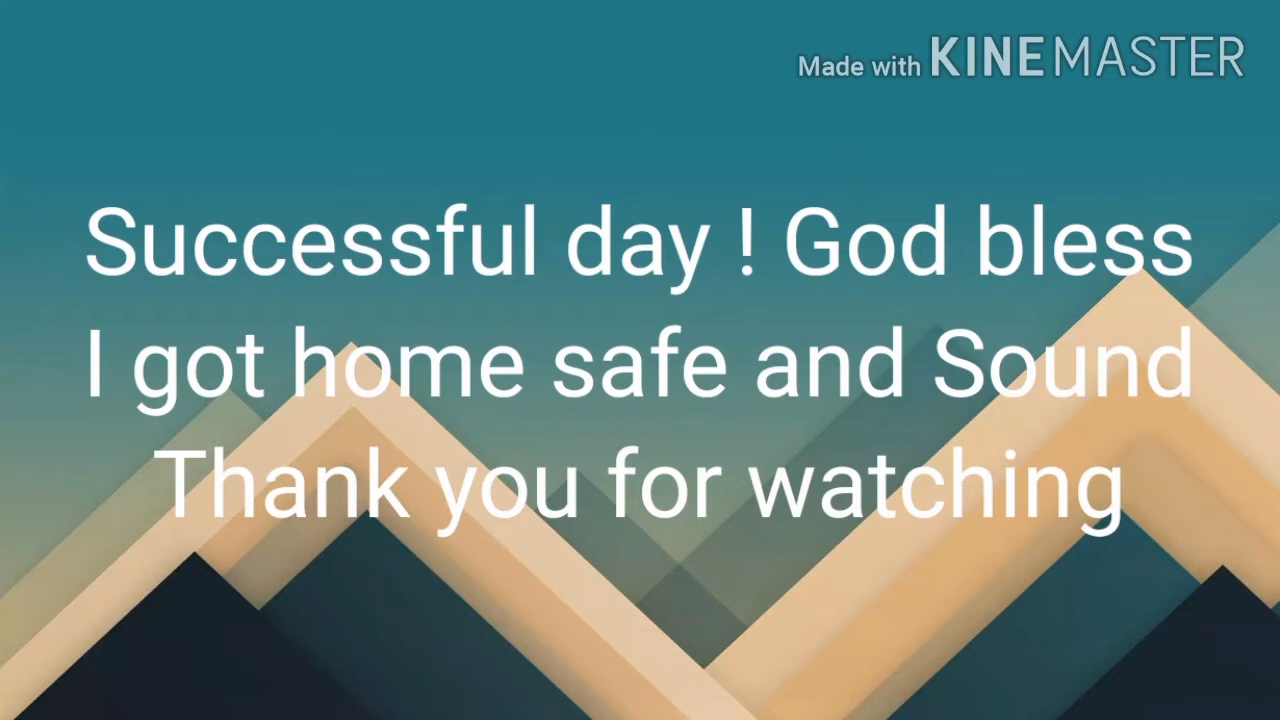 Made with KINEMASTER
Successful day ! God bless
I got home safe and Sound
Thank you for watching